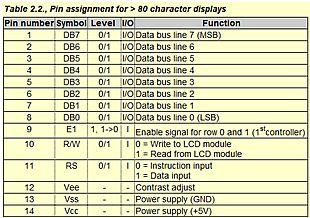 Table 2.2., Pin assignment for > 80 character displays
Pin number Symbol Level I/O Function
1 DB7 0/1 I/O Data bus line 7 (MSB)
2 DB6 0/1 I/O Data bus line 6
3 DB5 0/1 I/O Data bus line 5
4 DB4 0/1 I/O Data bus line 4
5 DB3 0/1 I/O Data bus line 3
6 DB2 0/1 I/O Data bus line 2
7 DB1 0/1 I/O Data bus line 1
8 DB0 0/1 I/O Data bus line 0 (LSB)
9 E1 1, 1->0 I Enable signal for row 0 and 1 (1stcontroller)
10 R/W 0/1 I 0 = Write to LCD module
1 = Read from LCD module
11 RS 0/1 I 0 = Instruction input
1 = Data input
12 Vee - - Contrast adjust
13 Vss - - Power supply (GND)
14 Vcc - - Power supply (+5V)